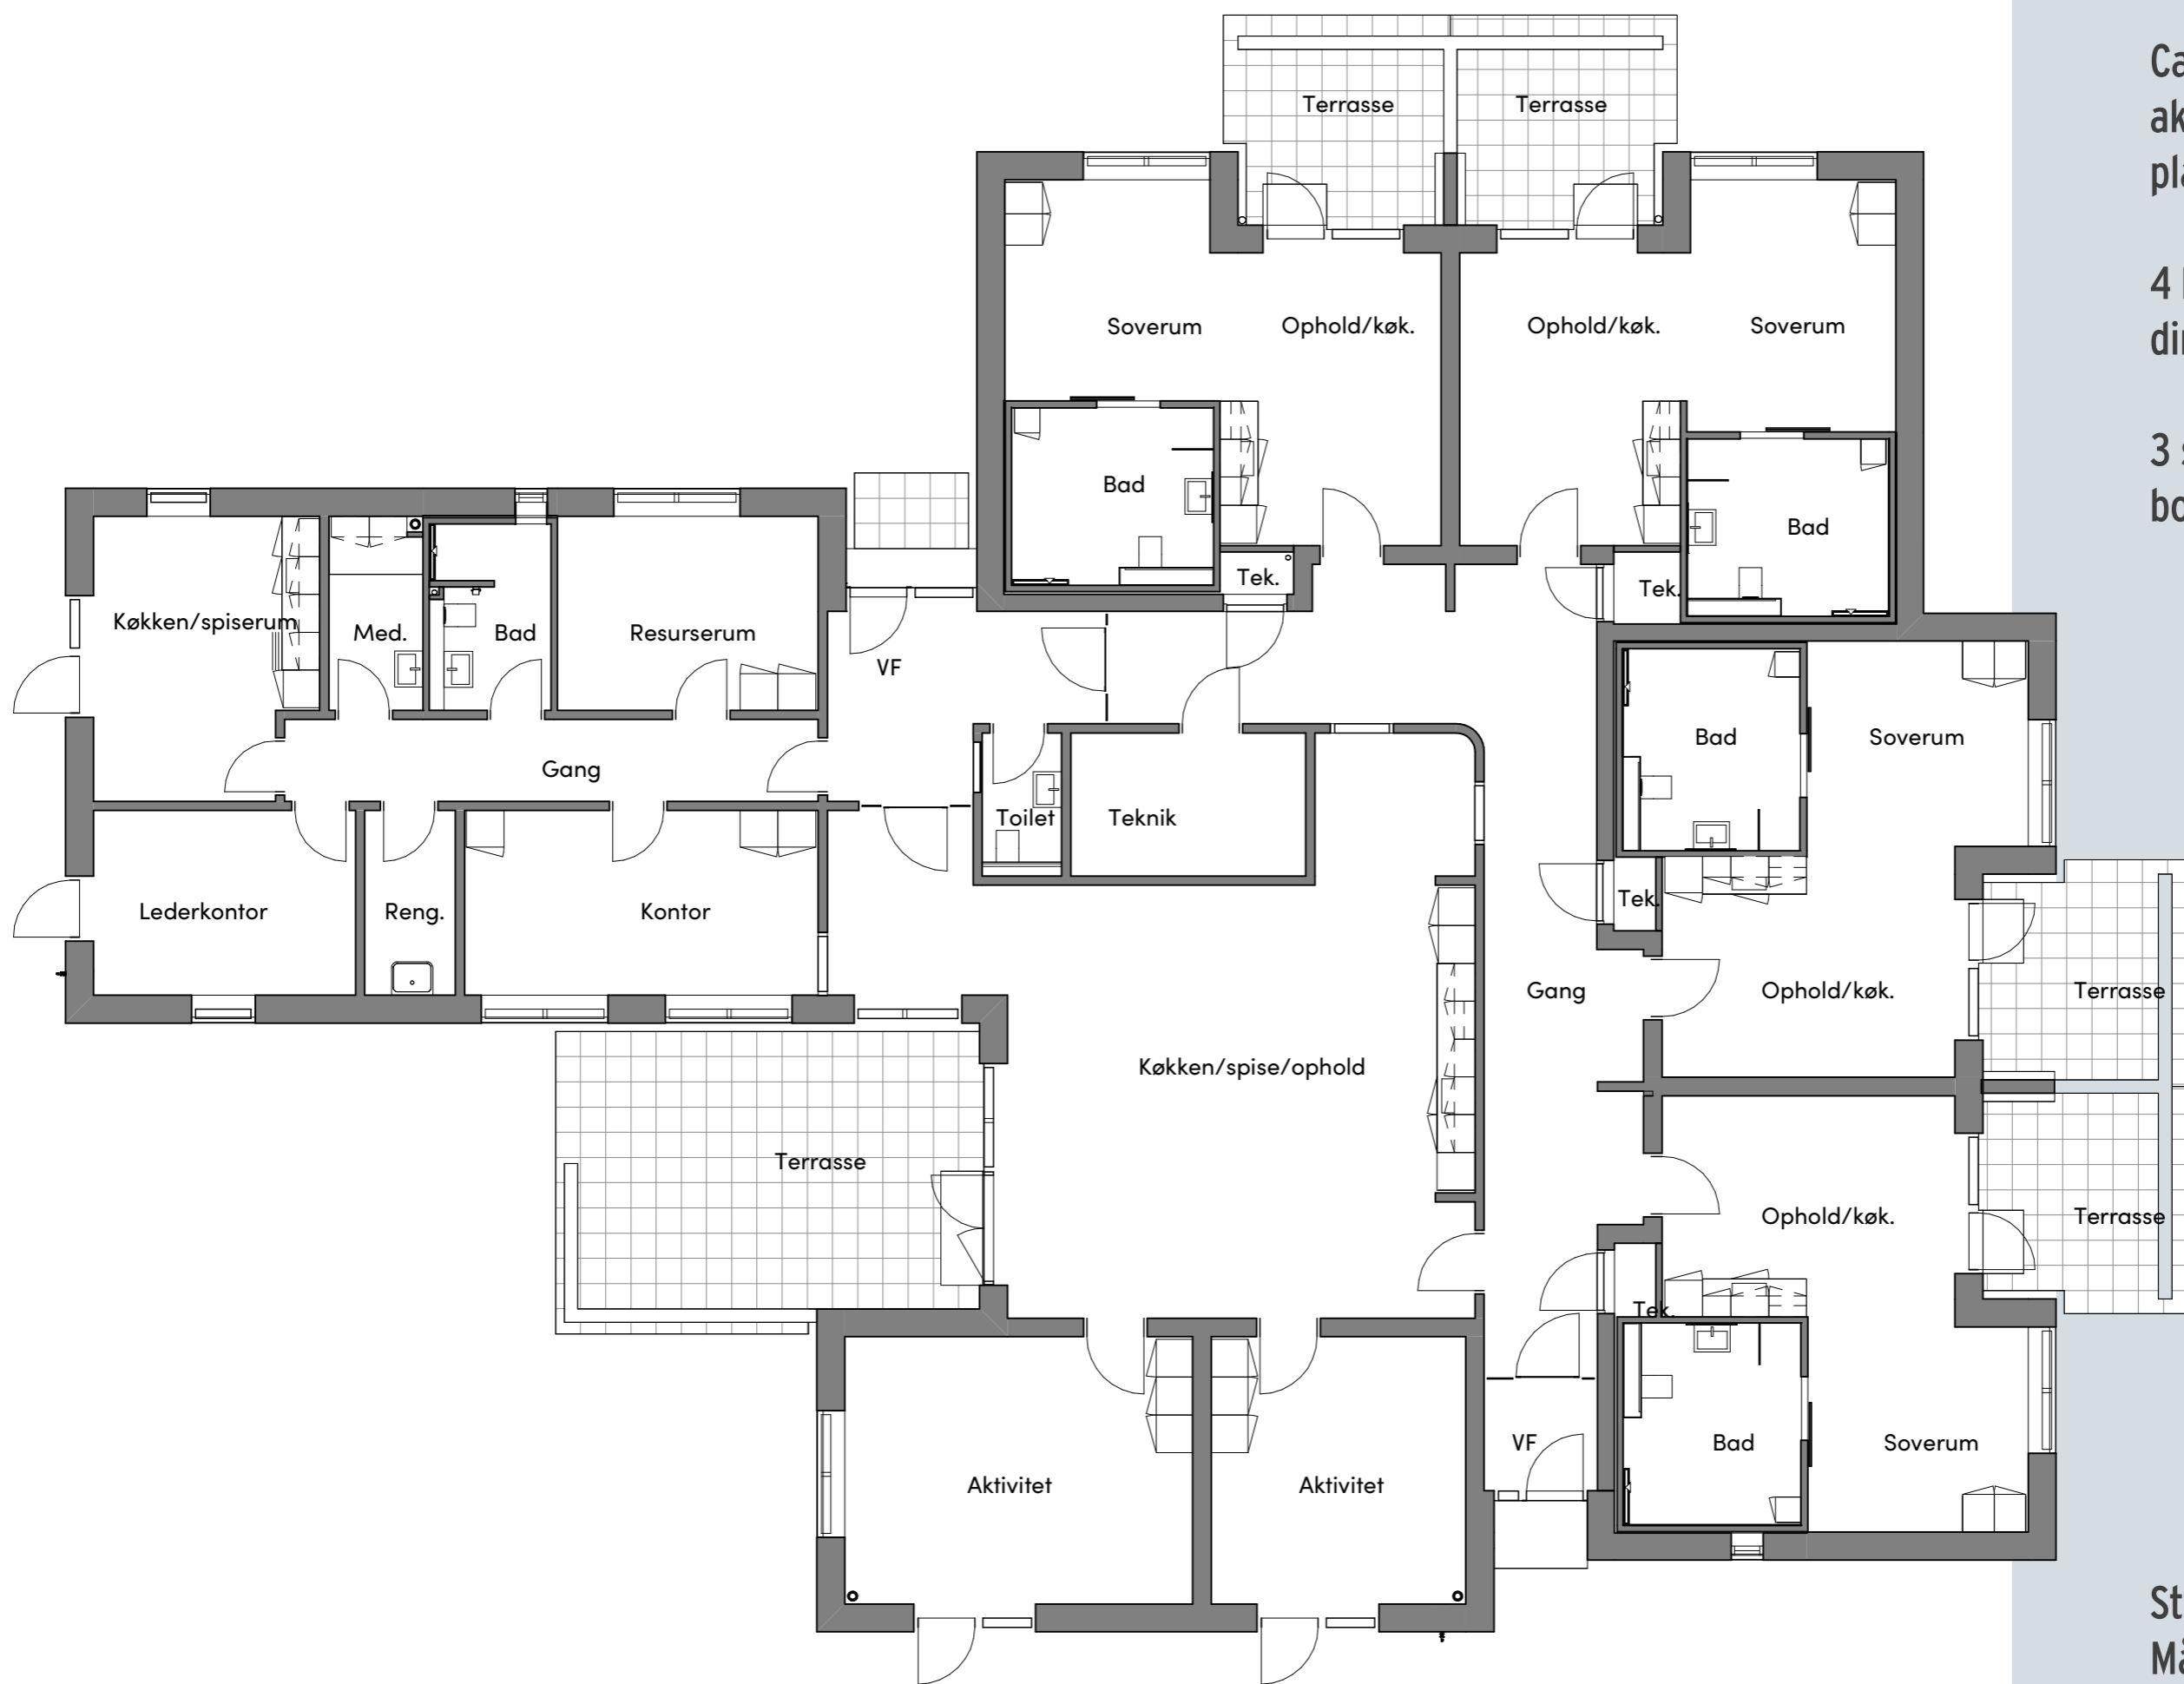 Terrasse
Terrasse
Soverum
Ophold/køk.
Ophold/køk.
Soverum
Bad
Bad
Tek.
Tek.
Køkken/spiserum
Med.
Bad
Resurserum
VF
Gang
Toilet
Teknik
Bad
Soverum
Lederkontor
Reng.
Kontor
Tek.
Gang
Ophold/køk.
Terrasse
Køkken/spise/ophold
Terrasse
Ophold/køk.
Terrasse
Tek.
Aktivitet
Aktivitet
VF
Bad
Soverum
4
3